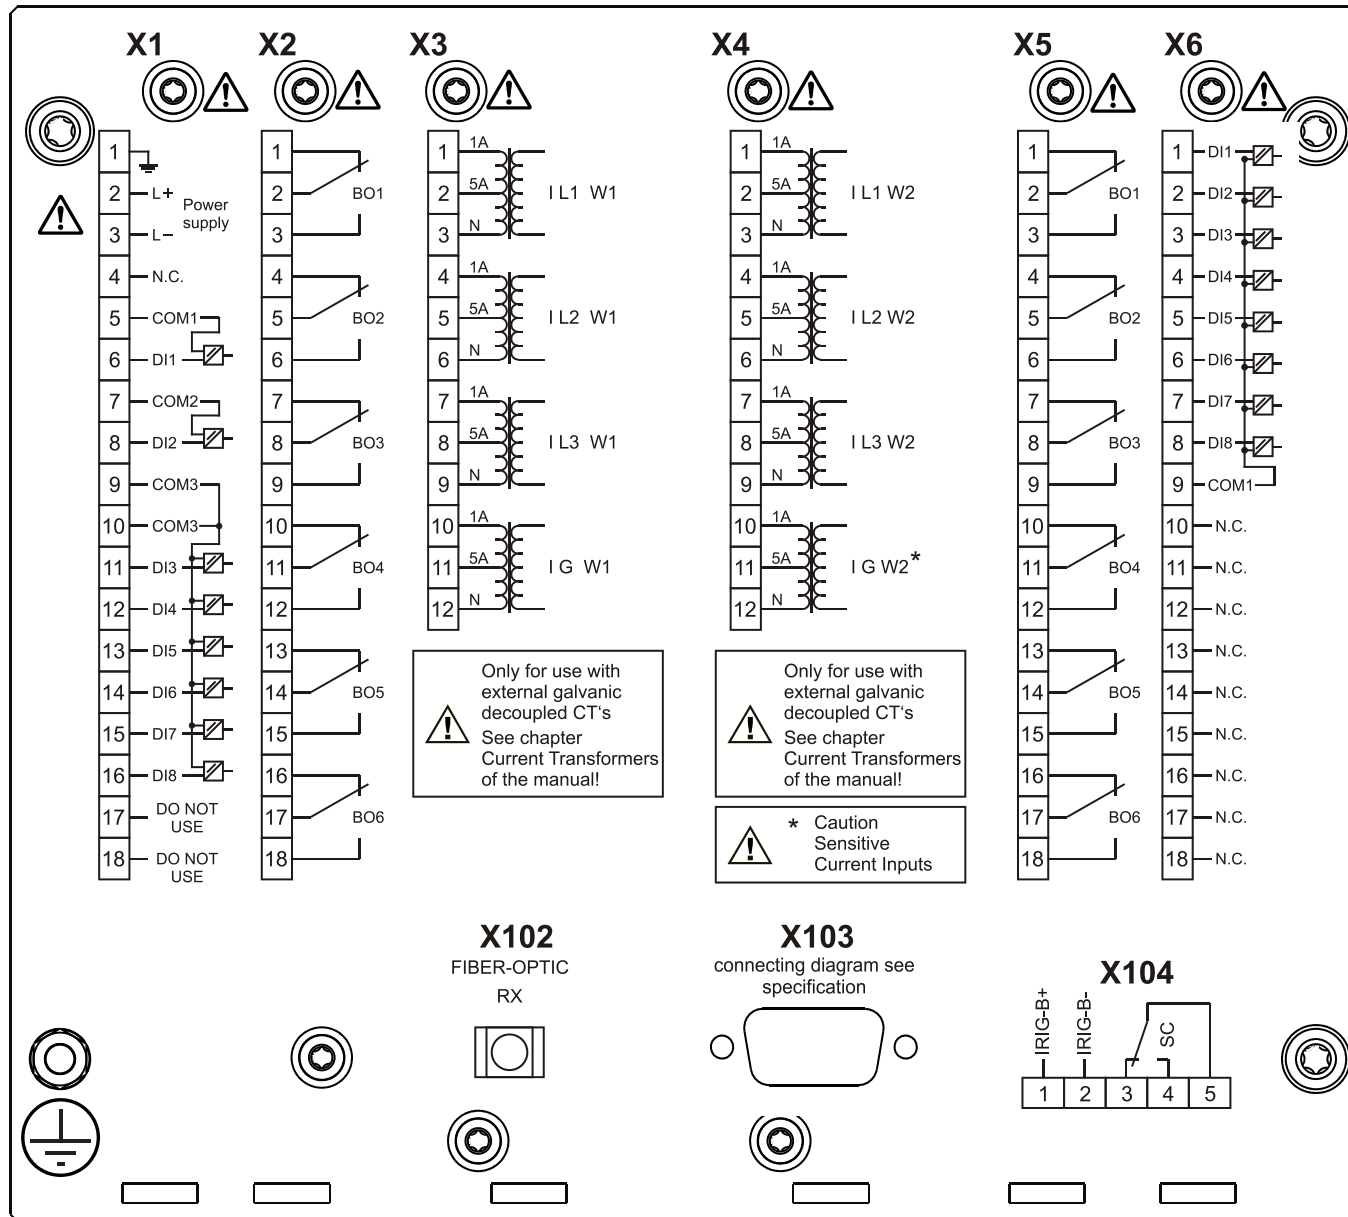 X1 X2 X3 X4 X5 X6
1 1 1 1A 1 1A 1 1 DI1
2 L+ 2 BO1 2 5A I L1 W1 2 5A I L1 W2 2 BO1 2 DI2
Power
supply
3 L− 3 3 N 3 N 3 3 DI3
4 N.C. 4 4 1A 4 1A 4 4 DI4
5 COM1 5 BO2 5 5A I L2 W1 5 5A I L2 W2 5 BO2 5 DI5
6 DI1 6 6 N 6 N 6 6 DI6
7 COM2 7 7 1A 7 1A 7 7 DI7
8 DI2 8 BO3 8 5A I L3 W1 8 5A I L3 W2 8 BO3 8 DI8
9 COM3 9 9 N 9 N 9 9 COM1
10 COM3 10 10 1A 10 1A 10 10 N.C.
11 DI3 11 BO4 11 5A I G W1 11 5A I G W2* 11 BO4 11 N.C.
12 DI4 12 12 N 12 N 12 12 N.C.
13 DI5 13 13 13 N.C.
14 DI6 14 BO5 14 BO5 14 N.C.
15 DI7 15 15 15 N.C.
16 DI8 16 16 16 N.C.
17 DO NOT
USE
17 BO6 17 BO6 17 N.C.
18 DO NOT
USE
18 18 18 N.C.
Only for use with
external galvanic
decoupled CT‘s
See chapter
Current Transformers
of the manual!
Only for use with
external galvanic
decoupled CT‘s
See chapter
Current Transformers
of the manual!
* Caution
Sensitive
Current Inputs
X102
FIBER-OPTIC
RX
X103
connecting diagram see
specification
X104
IRIG-B+
IRIG-B-
SC
1 2 3 4 5